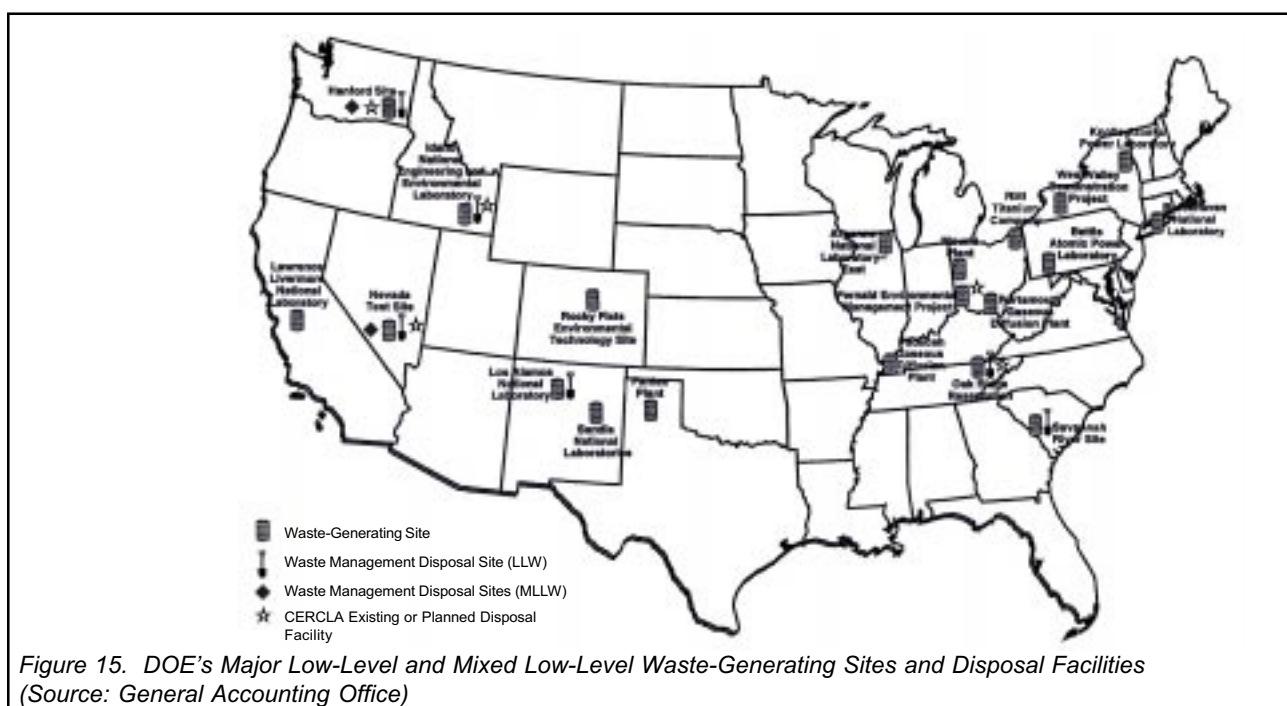 Hanford Site
Idaho
National
Engineering and
Environmental
Laboratory
Lawrence
Livermore
National
Laboratory
Nevada
Test Site
Rocky Flats
Environmental
Technology Site
Los Alamos
National
Laboratory
Sandia
National
Laboratories
Pantex
Plant
Argonne
National
Laboratory-
East
Plant
Fernald Environmental
Management Project
Portsmouth
Gaseous
Diffusion Plant
Paducah
Gaseous
Diffusion
Plant
Oak Ridge
Reservation
Savannah
River Site
RMI
Titanium
Company
Power Laboratory
West Valley
Demonstration
Project
Brookhaven
National
Laboratory
Bettis
Atomic Power
Laboratory
Waste-Generating Site
Waste Management Disposal Site (LLW)
Waste Management Disposal Sites (MLLW)
CERCLA Existing or Planned Disposal
Facility
Figure 15. DOE's Major Low-Level and Mixed Low-Level Waste-Generating Sites and Disposal Facilities
(Source: General Accounting Office)